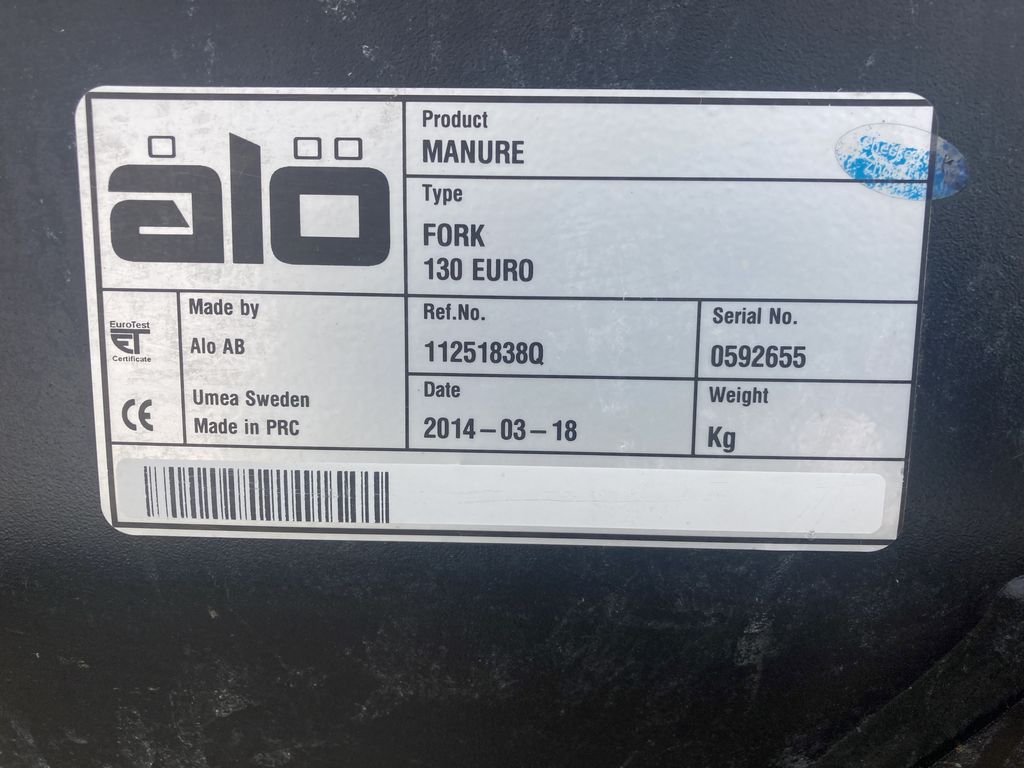 älö
Product
MANURE
Type
FORK
130 EURO
EuroTest
ET
Certificate
CE
Made by
Alo AB
Umea Sweden
Made in PRC
Ref.No.
11251838Q
Serial No.
0592655
Date
2014-03-18
Weight
Kg